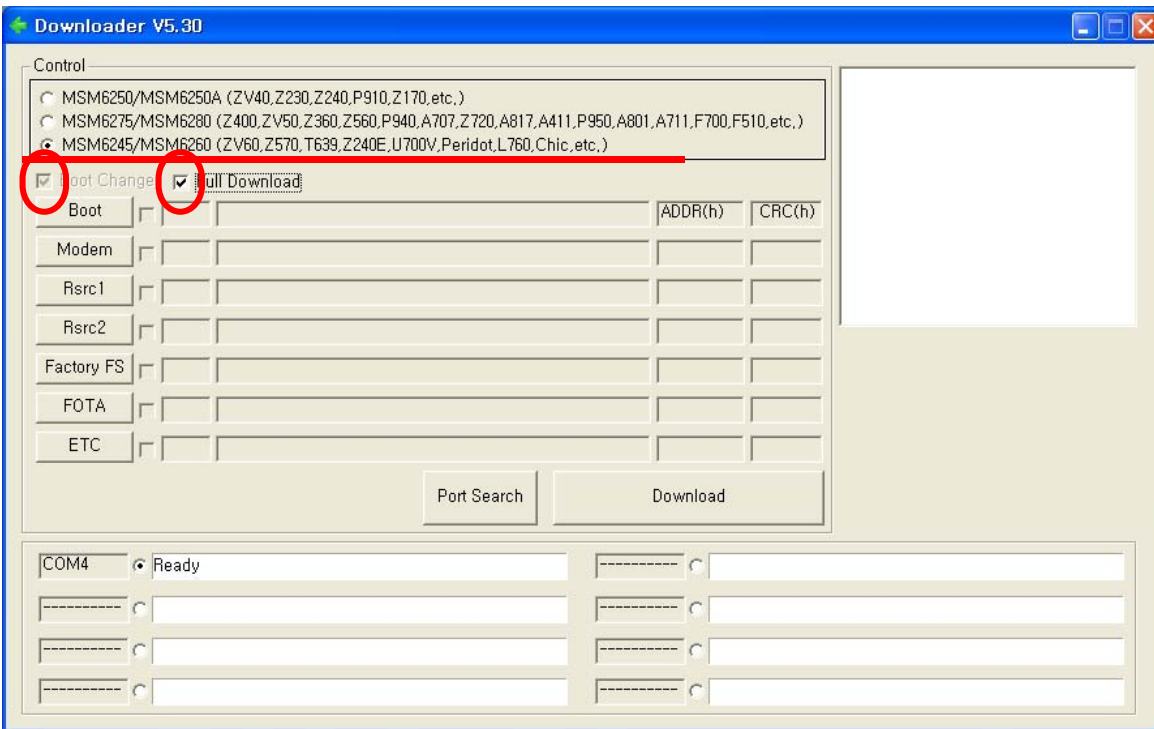 Downloader V5.30
Control
MSM6250/MSM6250A (ZV40,Z230,Z240,P910,Z170,etc,)
MSM6275/MSM6280 (Z400,ZV50,Z360,Z560,P940,A707,Z720,A817,A411,P950,A801,A711,F700,F510,etc,)
MSM6245/MSM6260 (ZV60,Z570,T639,Z240E,U700V,Peridot,L760,Chic,etc,)
Boot Change Full Download
Boot ADDR(h) CRC(h)
Modem
Rsrc1
Rsrc2
Factory FS
FOTA
ETC
Port Search Download
COM4 Ready ----------
---------- ----------
---------- ----------
---------- ----------